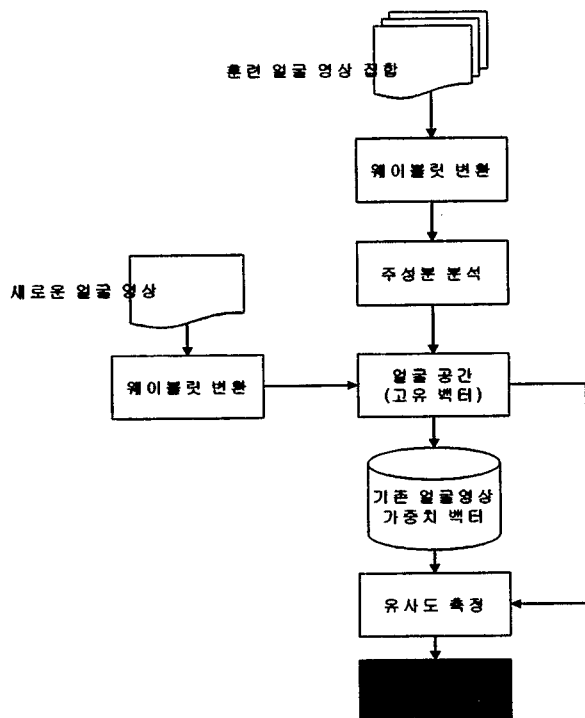 훈련 얼굴 영상 집합
웨이블릿 변환
주성분 분석
새로운 얼굴 영상
웨이블릿 변환
얼굴 공간
(고유 백터)
기존 얼굴영상
가중치 백터
유사도 측정